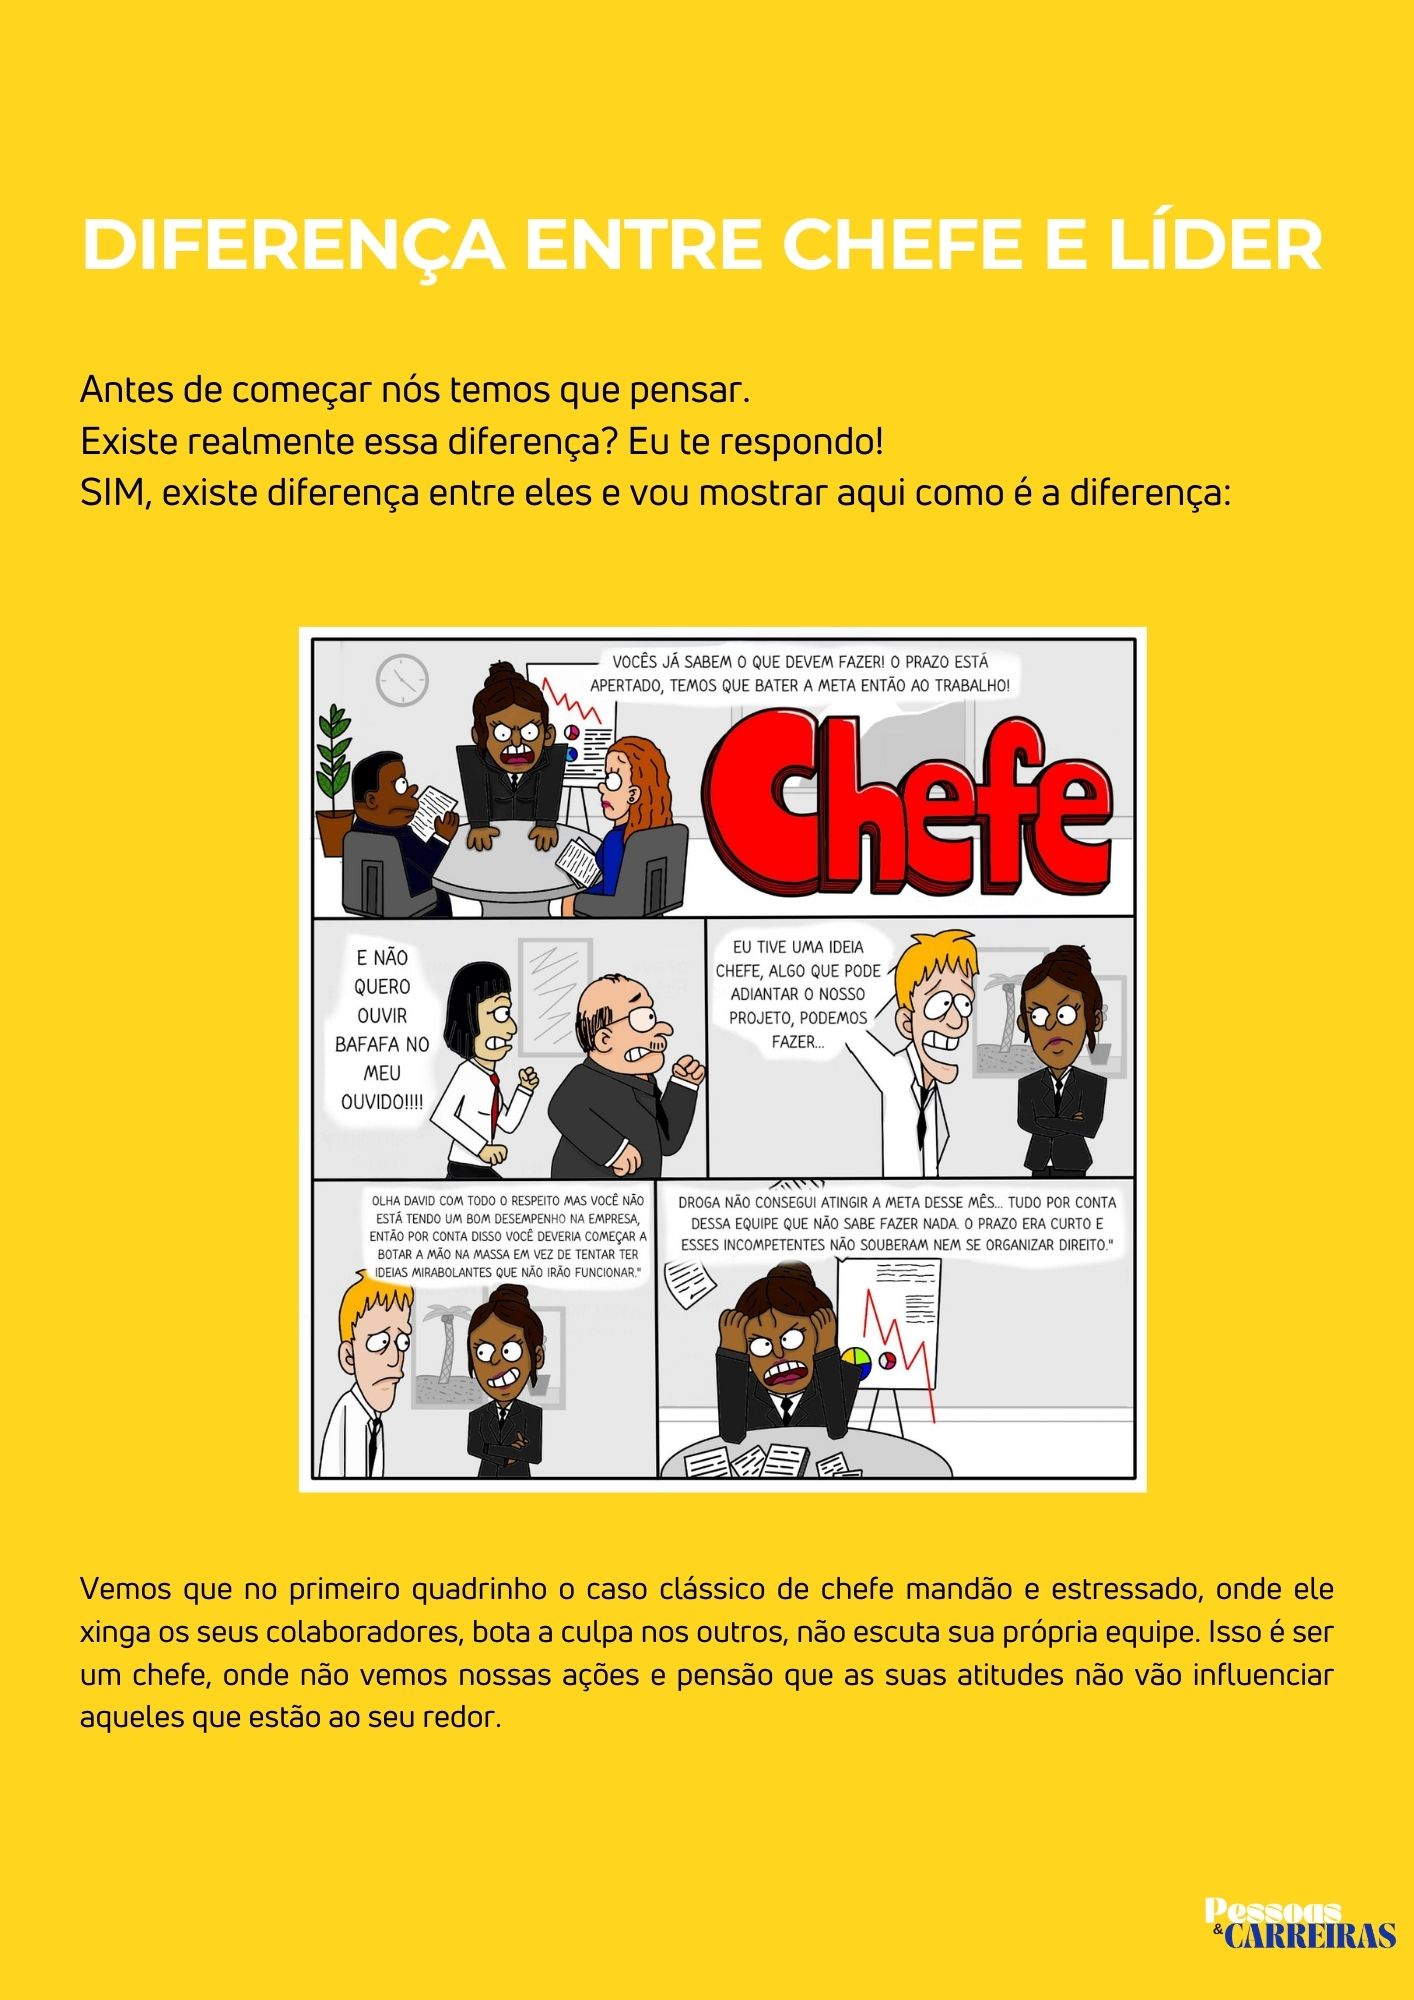 DIFERENÇA ENTRE CHEFE E LÍDER
Antes de começar nós temos que pensar.
Existe realmente essa diferença? Eu te respondo!
SIM, existe diferença entre eles e vou mostrar aqui como é a diferença:
VOCÊS JÁ SABEM O QUE DEVEM FAZER! O PRAZO ESTÁ
APERTADO, TEMOS QUE BATER A META ENTÃO AO TRABALHO!
Chefe
E NÃO
QUERO
OUVIR
BAFAFA NO
MEU
OUVIDO!!!!
EU TIVE UMA IDEIA
CHEFE, ALGO QUE PODE
ADIANTAR O NOSSO
PROJETO, PODEMOS
FAZER...
OLHA DAVID COM TODO O RESPEITO MAS VOCÊ NÃO
ESTÁ TENDO UM BOM DESEMPENHO NA EMPRESA,
ENTÃO POR CONTA DISSO VOCÊ DEVERIA COMEÇAR A
BOTAR A MÃO NA MASSA EM VEZ DE TENTAR TER
IDEIAS MIRABOLANTES QUE NÃO IRÃO FUNCIONAR."
DROGA NÃO CONSEGUI ATINGIR A META DESSE MÊS... TUDO POR CONTA
DESSA EQUIPE QUE NÃO SABE FAZER NADA. O PRAZO ERA CURTO E
ESSES INCOMPETENTES NÃO SOUBERAM NEM SE ORGANIZAR DIREITO."
Vemos que no primeiro quadrinho o caso clássico de chefe mandão e estressado, onde ele
xinga os seus colaboradores, bota a culpa nos outros, não escuta sua própria equipe. Isso é ser
um chefe, onde não vemos nossas ações e pensão que as suas atitudes não vão influenciar
aqueles que estão ao seu redor.
Pessoas
&CARREIRAS